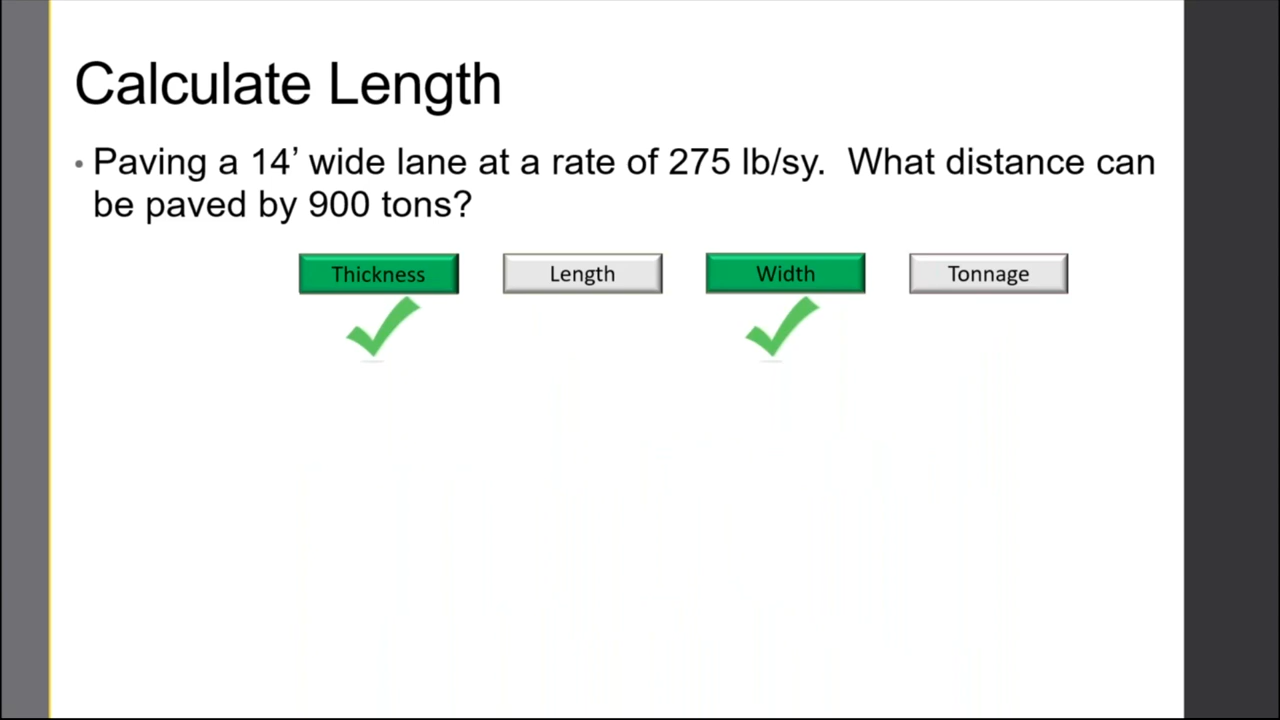 Calculate Length
• Paving a 14’ wide lane at a rate of 275 lb/sy.  What distance can
be paved by 900 tons?
Thickness Length Width Tonnage